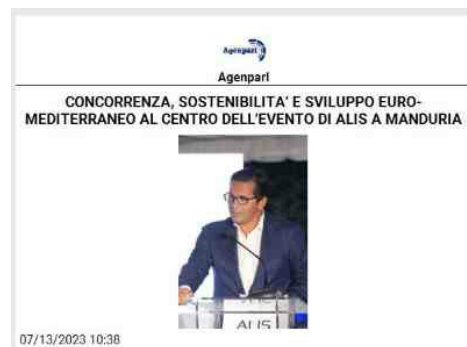 Agenparl
Agenparl
CONCORRENZA, SOSTENIBILITA' E SVILUPPO EURO-
MEDITERRANEO AL CENTRO DELL'EVENTO DI ALIS A MANDURIA
ALIS
07/13/2023 10:38